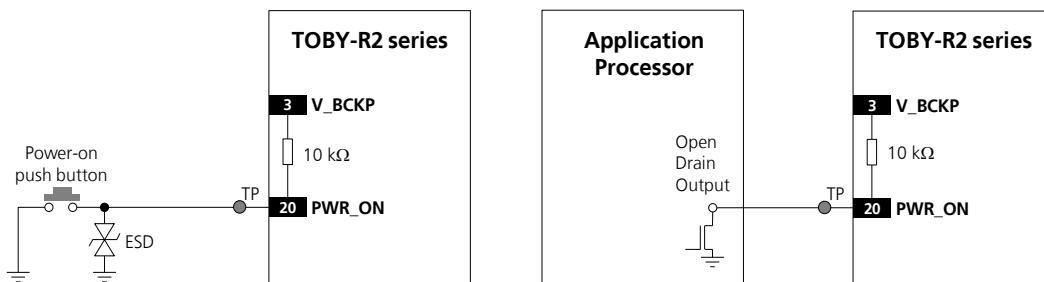 TOBY-R2 series
3 V_BCKP
10 kΩ
Power-on
push button
TP
20 PWR_ON
ESD
Application
Processor
Open
Drain
Output
TOBY-R2 series
3 V_BCKP
10 kΩ
TP
20 PWR_ON